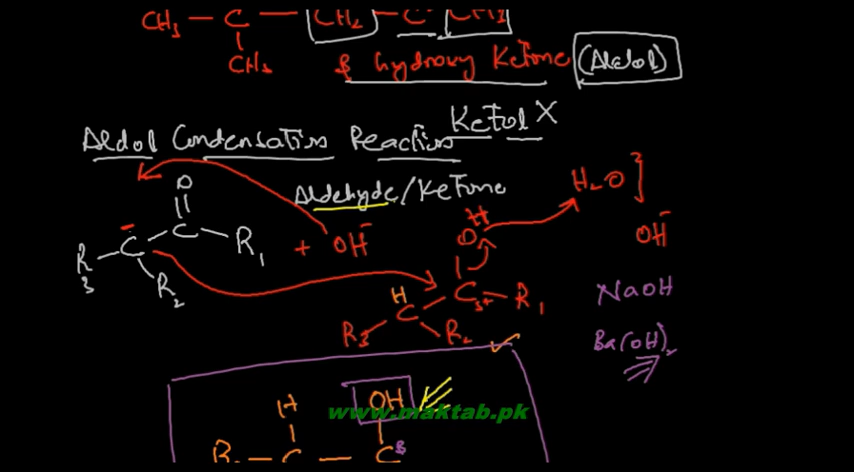 CH₃ — C — CH₂ — C CH₃
CH₃
β hydroxy Ketone (Aldol)
Ketol X
Aldol Condensation Reaction
Aldehyde/Ketone
O
||
C
C
R₁
R₃
R₂
+ OH⁻
H
O
H₂O }
OH⁻
H
C
C δ+
R₁
R₃
R₂
NaOH
Ba(OH)₂
H
OH
www.maktab.pk
R — C — C β